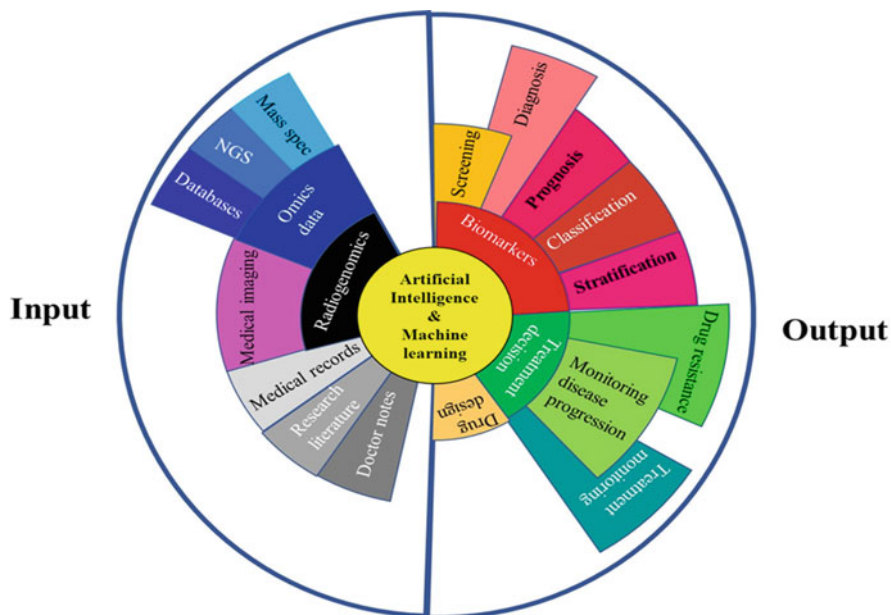 Input
Mass spec
NGS
Databases
Omics
data
Radiogenomics
Medical imaging
Medical records
Research
literature
Doctor notes
Artificial
Intelligence
&
Machine
learning
Screening
Diagnosis
Prognosis
Classification
Stratification
Biomarkers
Treatment
decision
Drug resistance
Monitoring
disease
progression
Treatment
monitoring
Drug
design
Output